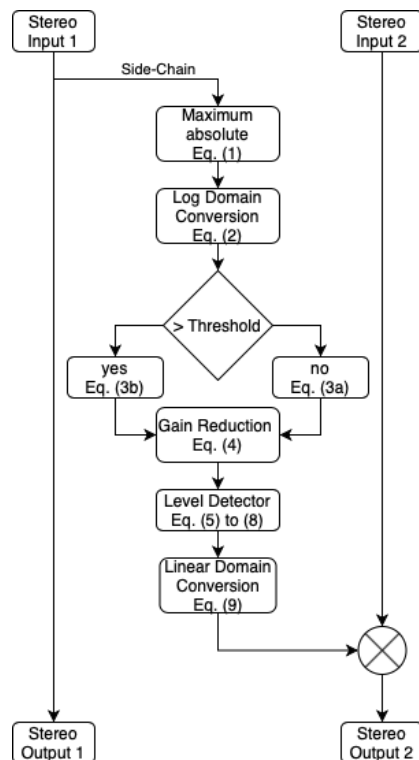 Stereo
Input 1
Stereo
Input 2
Side-Chain
Maximum
absolute
Eq. (1)
Log Domain
Conversion
Eq. (2)
> Threshold
yes
Eq. (3b)
no
Eq. (3a)
Gain Reduction
Eq. (4)
Level Detector
Eq. (5) to (8)
Linear Domain
Conversion
Eq. (9)
Stereo
Output 1
Stereo
Output 2